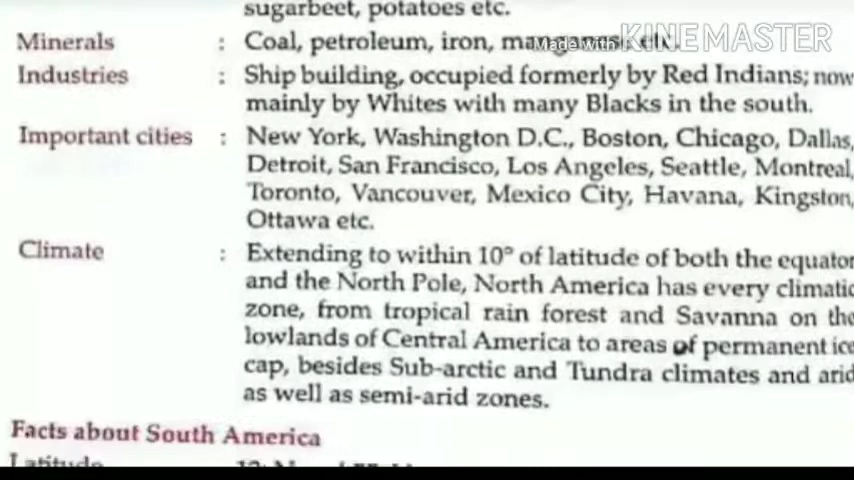 sugarbeet, potatoes etc.
Minerals : Coal, petroleum, iron, manganese etc.
Made with KINEMASTER
Industries : Ship building, occupied formerly by Red Indians; now
mainly by Whites with many Blacks in the south.
Important cities : New York, Washington D.C., Boston, Chicago, Dallas,
Detroit, San Francisco, Los Angeles, Seattle, Montreal,
Toronto, Vancouver, Mexico City, Havana, Kingston,
Ottawa etc.
Climate : Extending to within 10° of latitude of both the equator
and the North Pole, North America has every climatic
zone, from tropical rain forest and Savanna on the
lowlands of Central America to areas of permanent ice
cap, besides Sub-arctic and Tundra climates and arid
as well as semi-arid zones.
Facts about South America
Latitude